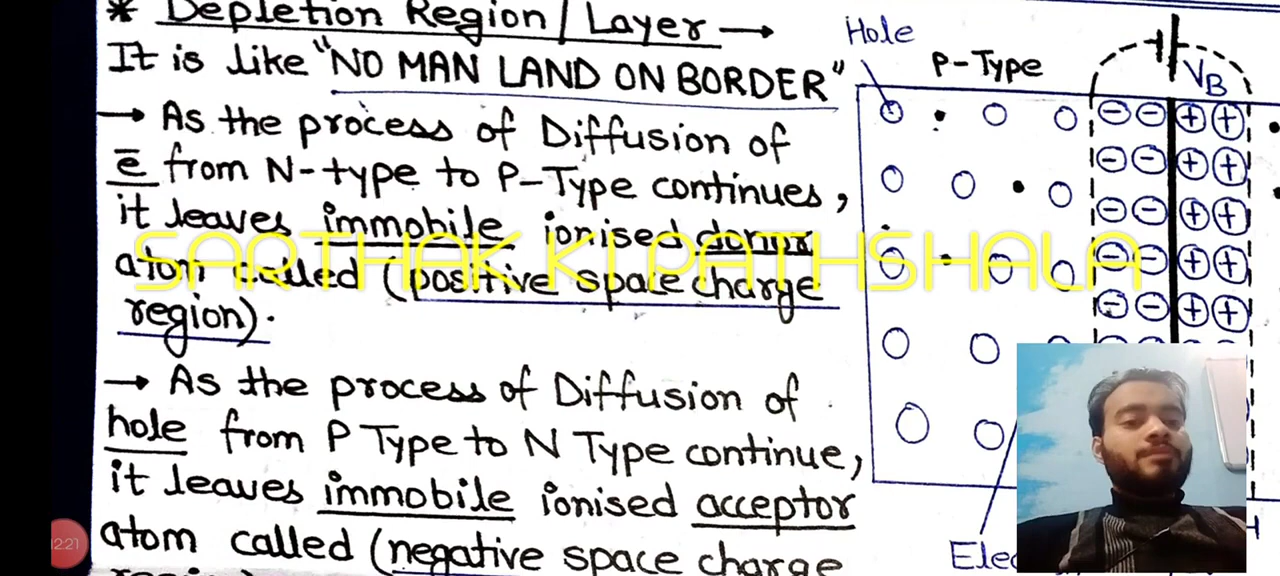 * Depletion Region/Layer →
It is like "NO MAN LAND ON BORDER"
→ As the process of Diffusion of
ē from N-type to P-Type continues,
it leaves immobile ionised donor
atom called (positive space charge
region).
→ As the process of Diffusion of
hole from P Type to N Type continue,
it leaves immobile ionised acceptor
atom called (negative space charge
SARTHAK KI PATHSHALA
Hole
P-Type
VB
⊖ ⊖ ⊕ ⊕
⊖ ⊖ ⊕ ⊕
⊖ ⊖ ⊕ ⊕
⊖ ⊖ ⊕ ⊕
⊖ ⊖ ⊕ ⊕
12:21